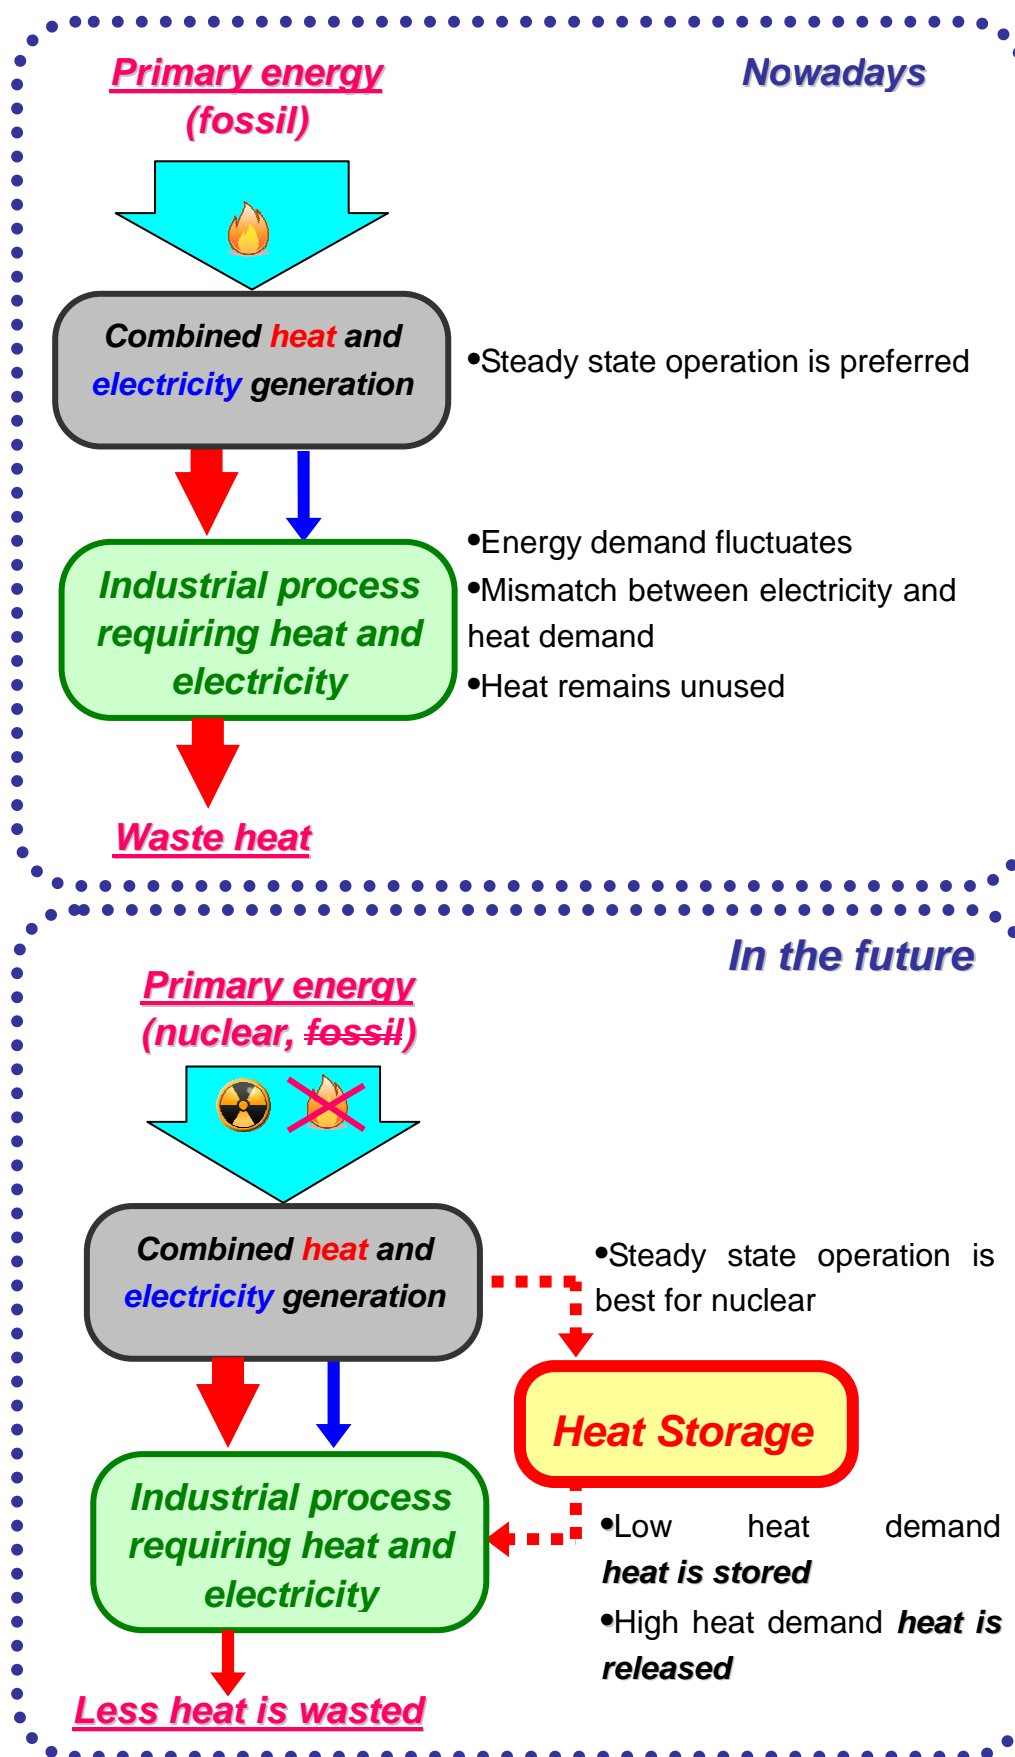 Nowadays
Primary energy
(fossil)
Combined heat and
electricity generation
•Steady state operation is preferred
Industrial process
requiring heat and
electricity
•Energy demand fluctuates
•Mismatch between electricity and
heat demand
•Heat remains unused
Waste heat
In the future
Primary energy
(nuclear, fossil)
Combined heat and
electricity generation
•Steady state operation is
best for nuclear
Heat Storage
Industrial process
requiring heat and
electricity
•Low heat demand
heat is stored
•High heat demand heat is
released
Less heat is wasted